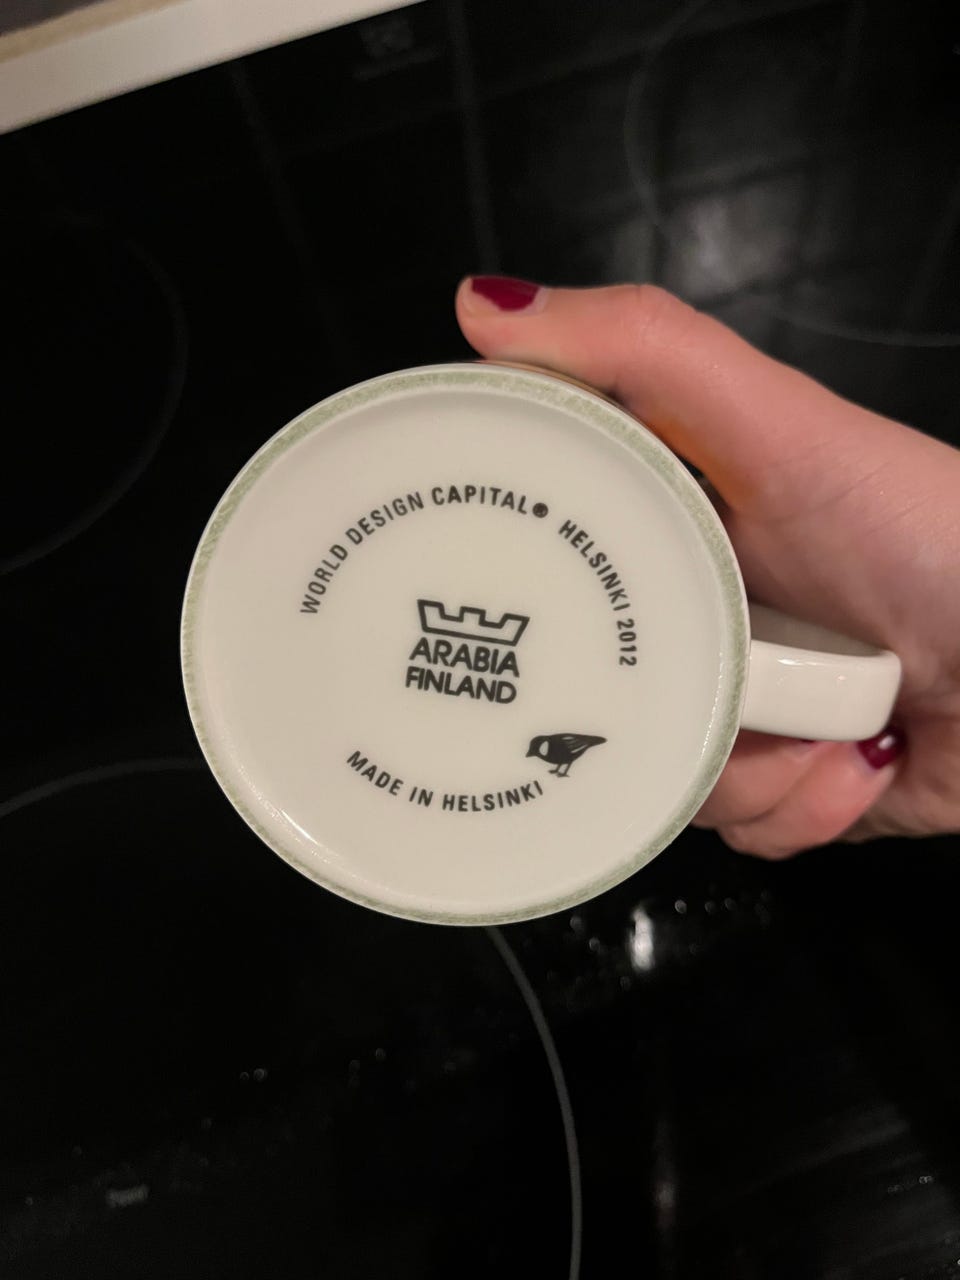 WORLD DESIGN CAPITAL® HELSINKI 2012
ARABIA
FINLAND
MADE IN HELSINKI